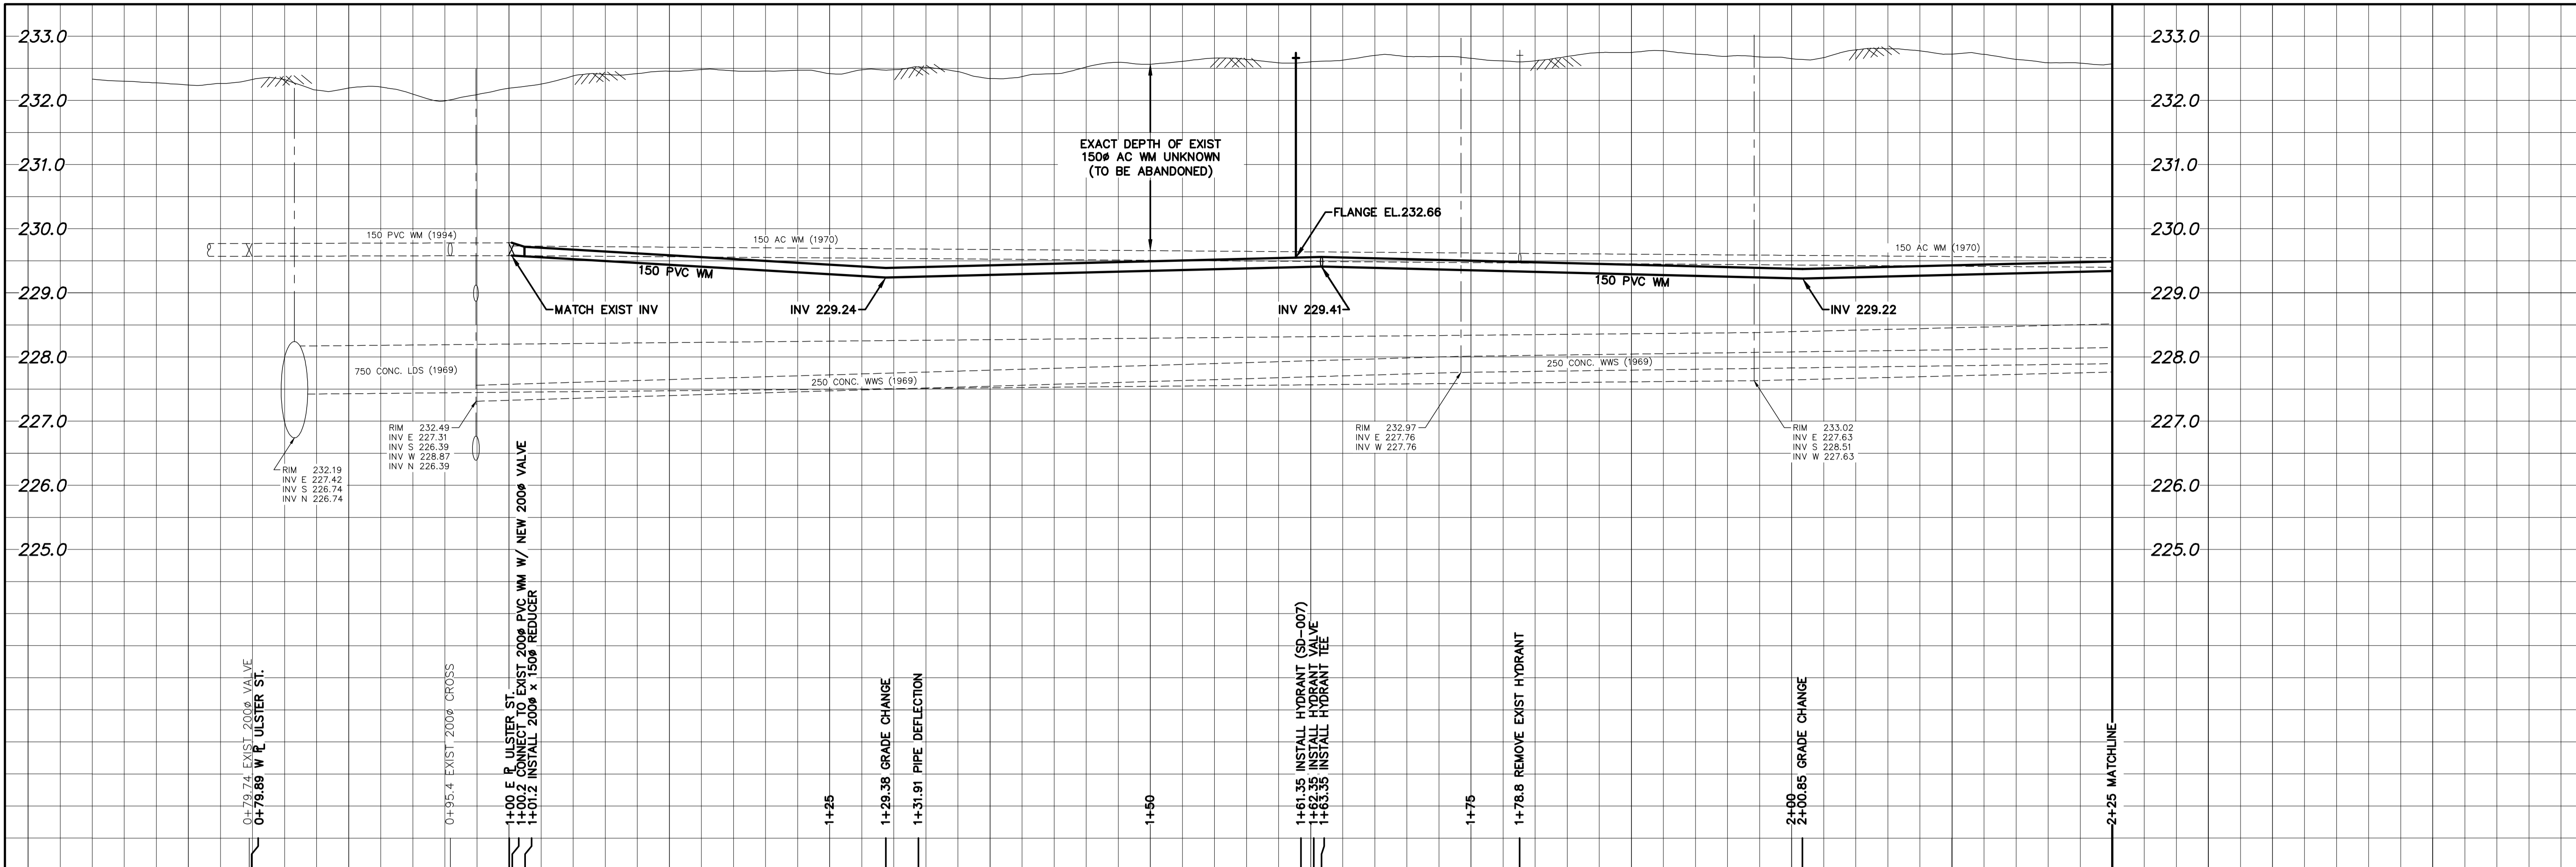 233.0
232.0
231.0
230.0
229.0
228.0
227.0
226.0
225.0
233.0
232.0
231.0
230.0
229.0
228.0
227.0
226.0
225.0
EXACT DEPTH OF EXIST
150ø AC WM UNKNOWN
(TO BE ABANDONED)
FLANGE EL.232.66
150 PVC WM (1994)
150 AC WM (1970)
150 AC WM (1970)
150 PVC WM
150 PVC WM
MATCH EXIST INV
INV 229.24
INV 229.41
INV 229.22
750 CONC. LDS (1969)
250 CONC. WWS (1969)
250 CONC. WWS (1969)
RIM 232.19
INV E 227.42
INV S 226.74
INV N 226.74
RIM 232.49
INV E 227.31
INV S 226.39
INV W 228.87
INV N 226.39
RIM 232.97
INV E 227.76
INV W 227.76
RIM 233.02
INV E 227.63
INV S 228.51
INV W 227.63
0+79.74 EXIST 200ø VALVE
0+79.89 W PL ULSTER ST.
0+95.4 EXIST 200ø CROSS
1+00 E PL ULSTER ST.
1+00.2 CONNECT TO EXIST 200ø PVC WM W/ NEW 200ø VALVE
1+01.2 INSTALL 200ø x 150ø REDUCER
1+25
1+29.38 GRADE CHANGE
1+31.91 PIPE DEFLECTION
1+50
1+61.35 INSTALL HYDRANT (SD-007)
1+62.35 INSTALL HYDRANT VALVE
1+63.35 INSTALL HYDRANT TEE
1+75
1+78.8 REMOVE EXIST HYDRANT
2+00
2+00.85 GRADE CHANGE
2+25 MATCHLINE